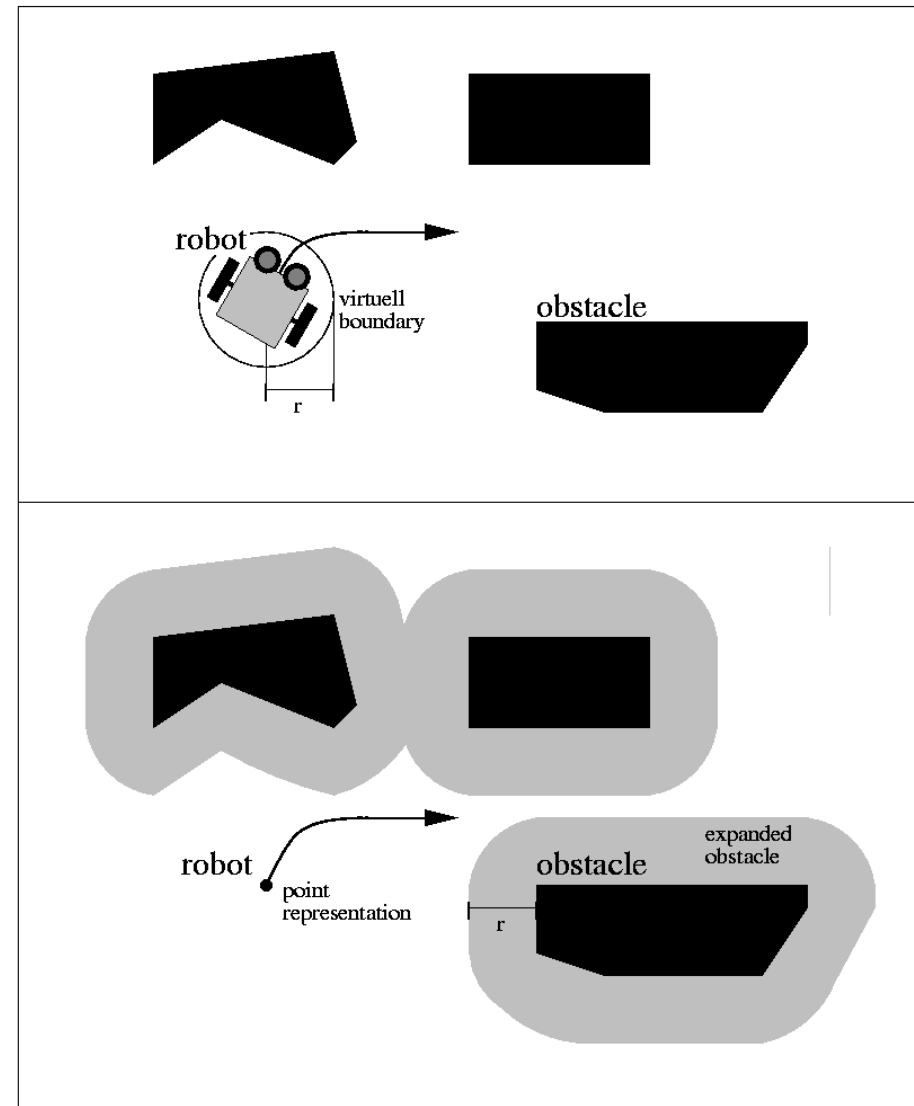 robot
virtuell
boundary
r
obstacle
expanded
obstacle
robot
obstacle
point
representation
r